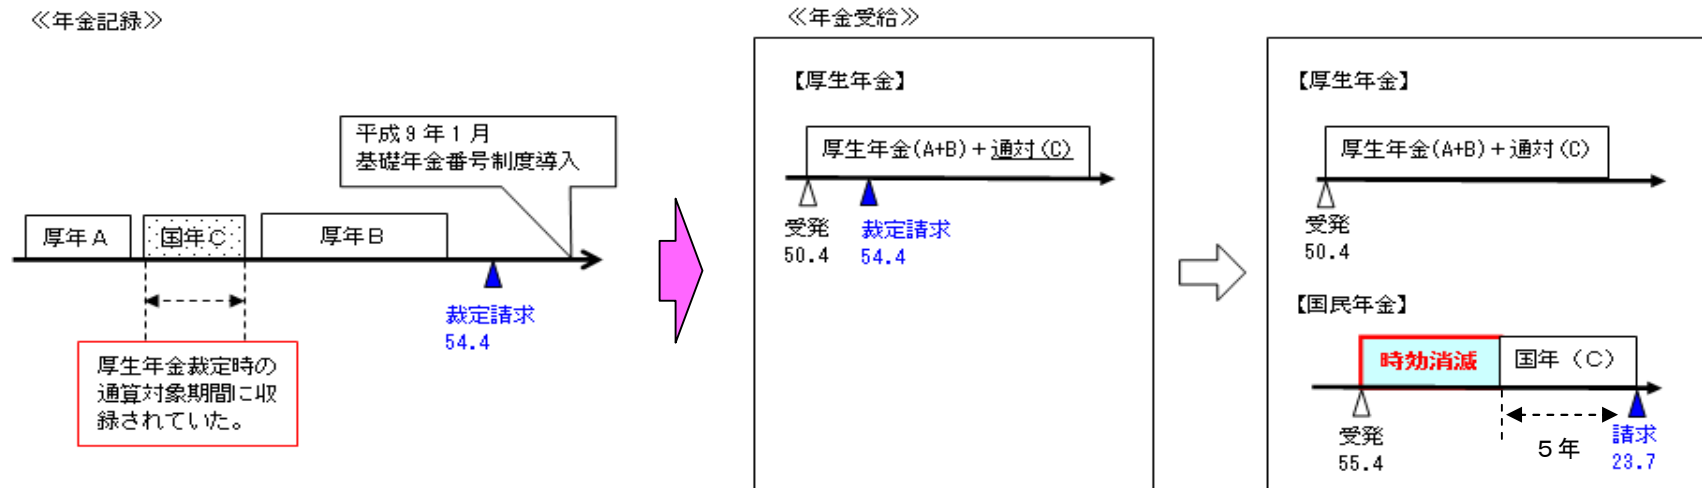 ≪年金記録≫
平成9年1月
基礎年金番号制度導入
厚年A
国年C
厚年B
裁定請求
54.4
厚生年金裁定時の
通算対象期間に収
録されていた。
≪年金受給≫
【厚生年金】
厚生年金(A+B)+通対(C)
受発
50.4
裁定請求
54.4
【厚生年金】
厚生年金(A+B)+通対(C)
受発
50.4
【国民年金】
時効消滅
国年(C)
受発
55.4
5年
請求
23.7